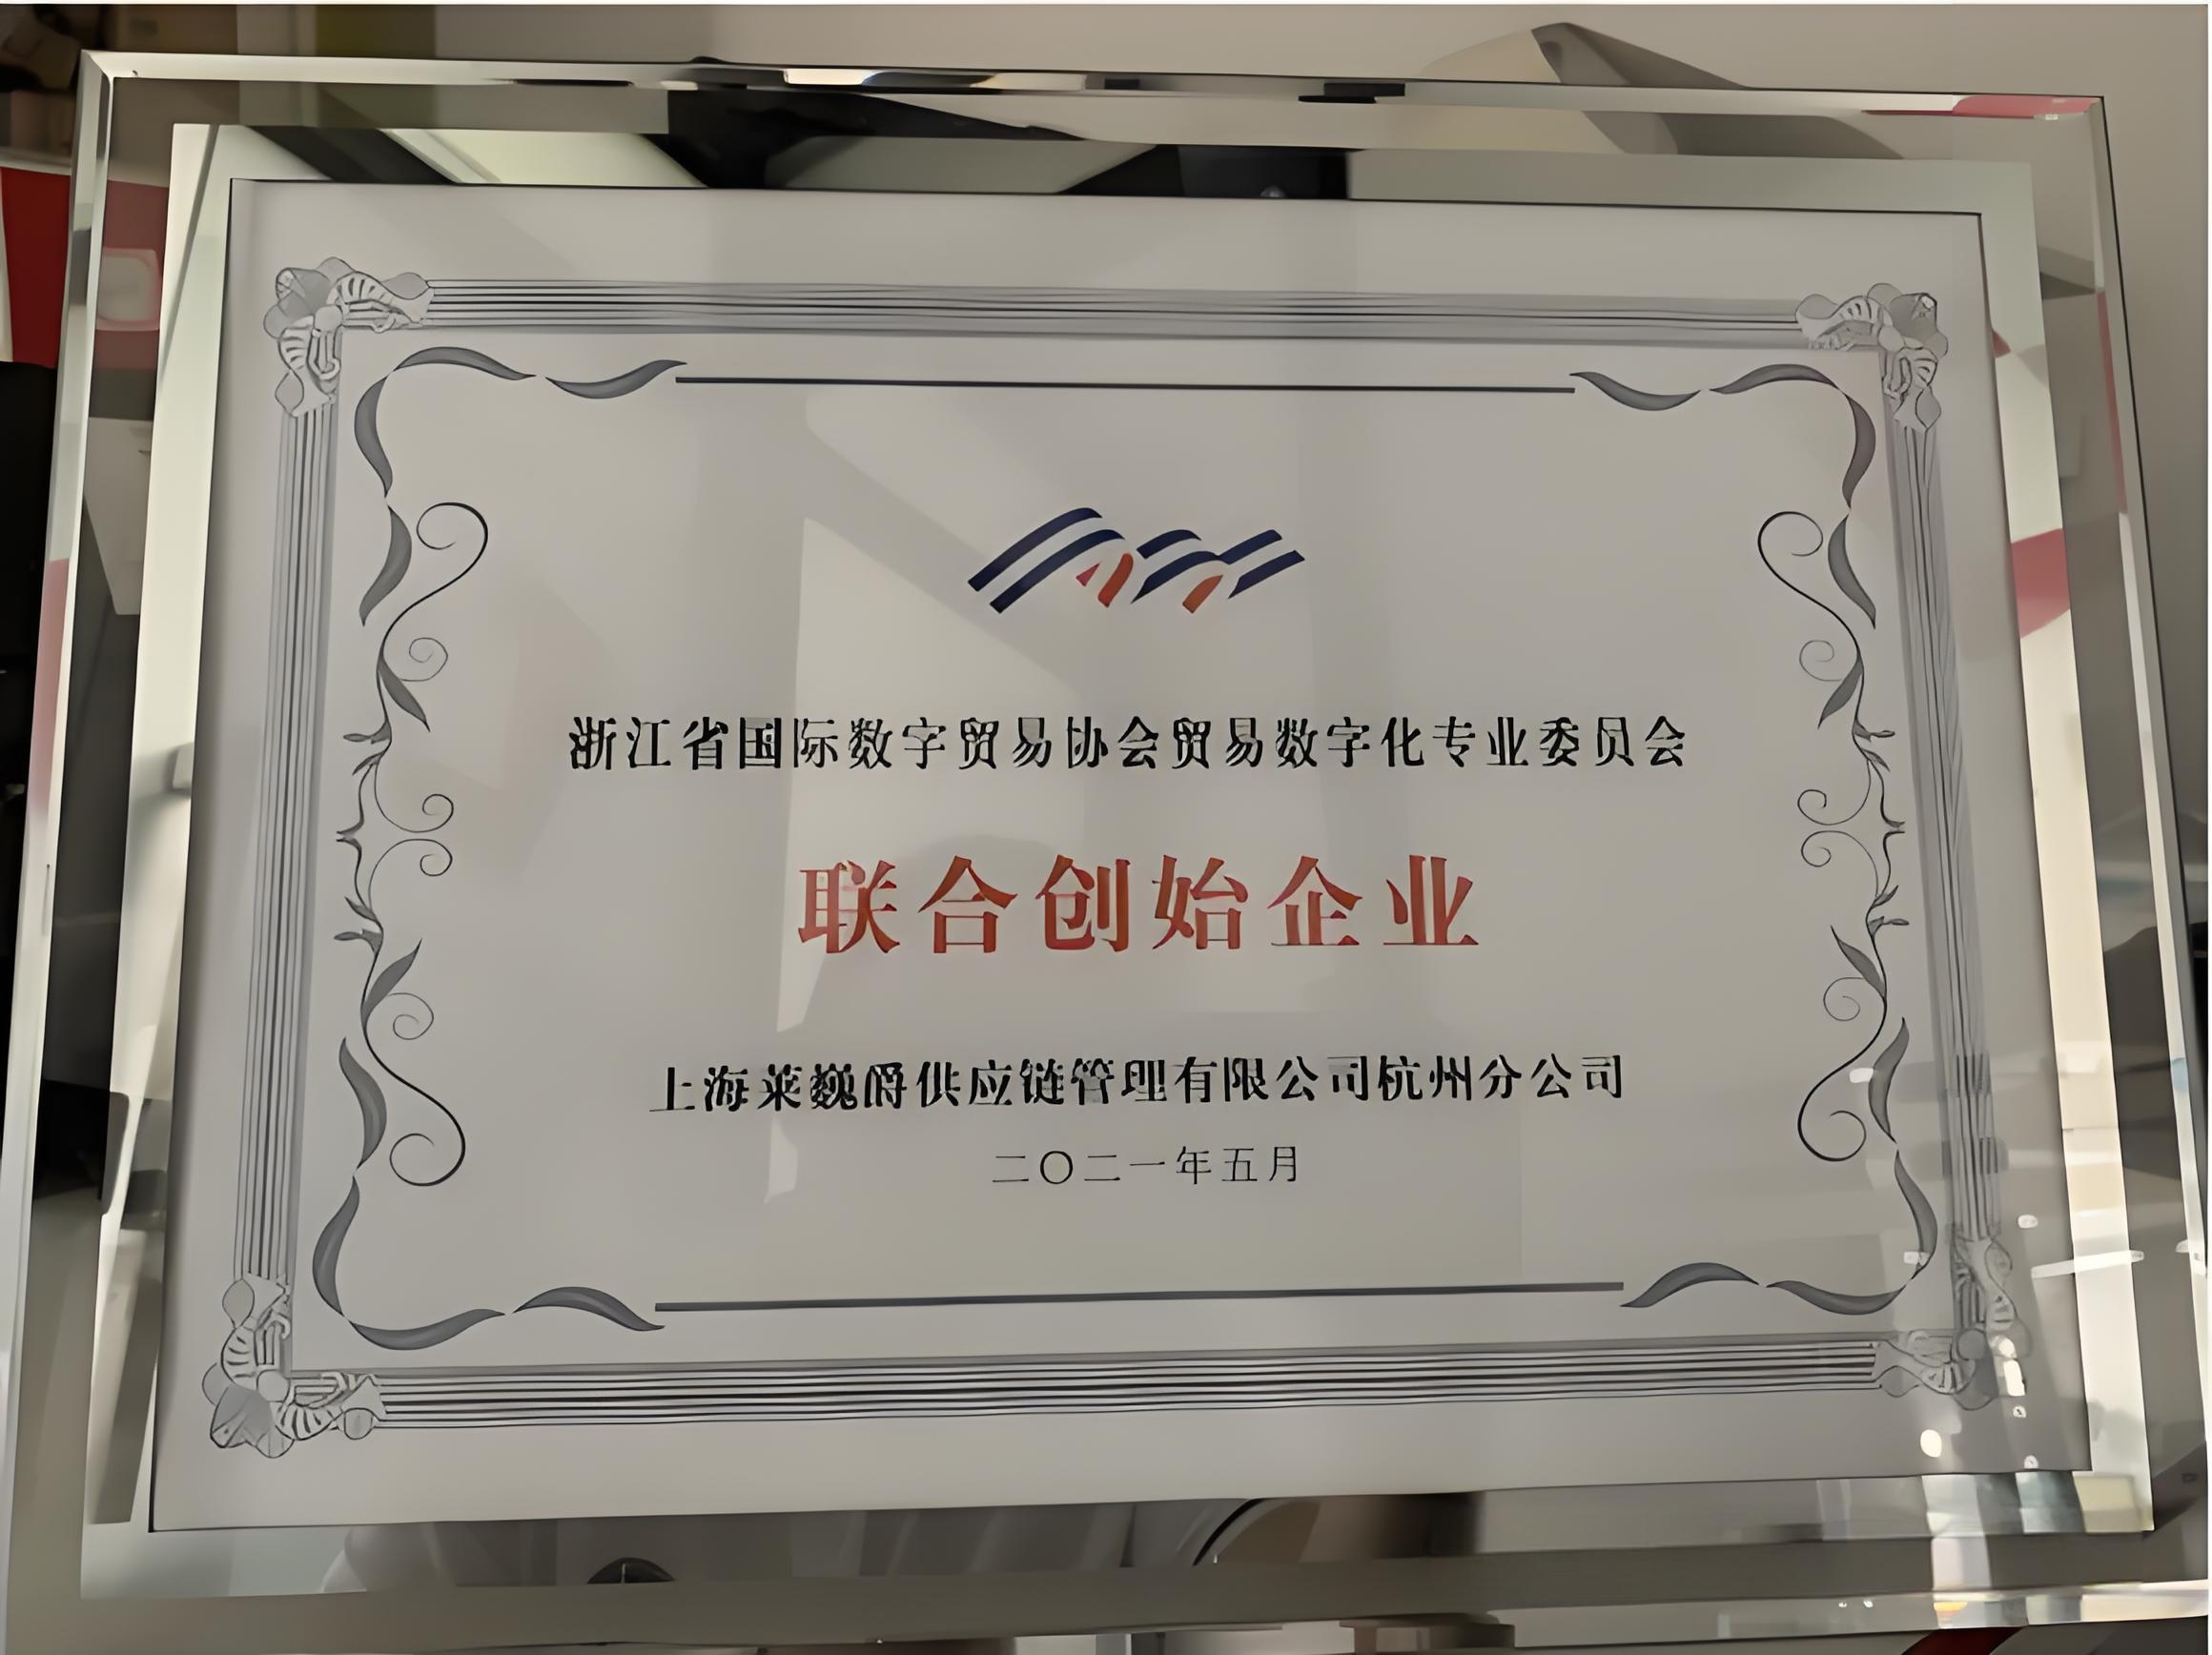 浙江省国际数字贸易协会贸易数字化专业委员会
联合创始企业
上海莱巍爵供应链管理有限公司杭州分公司
二〇二一年五月